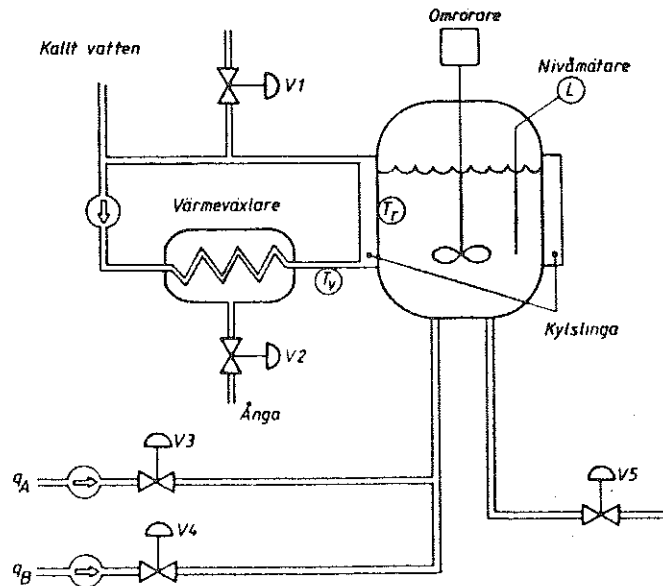 Omrörare
Kallt vatten
Nivåmätare
V1
L
Värmeväxlare
Tr
Tv
Kylslinga
V2
Ånga
V3
qA
V5
V4
qB